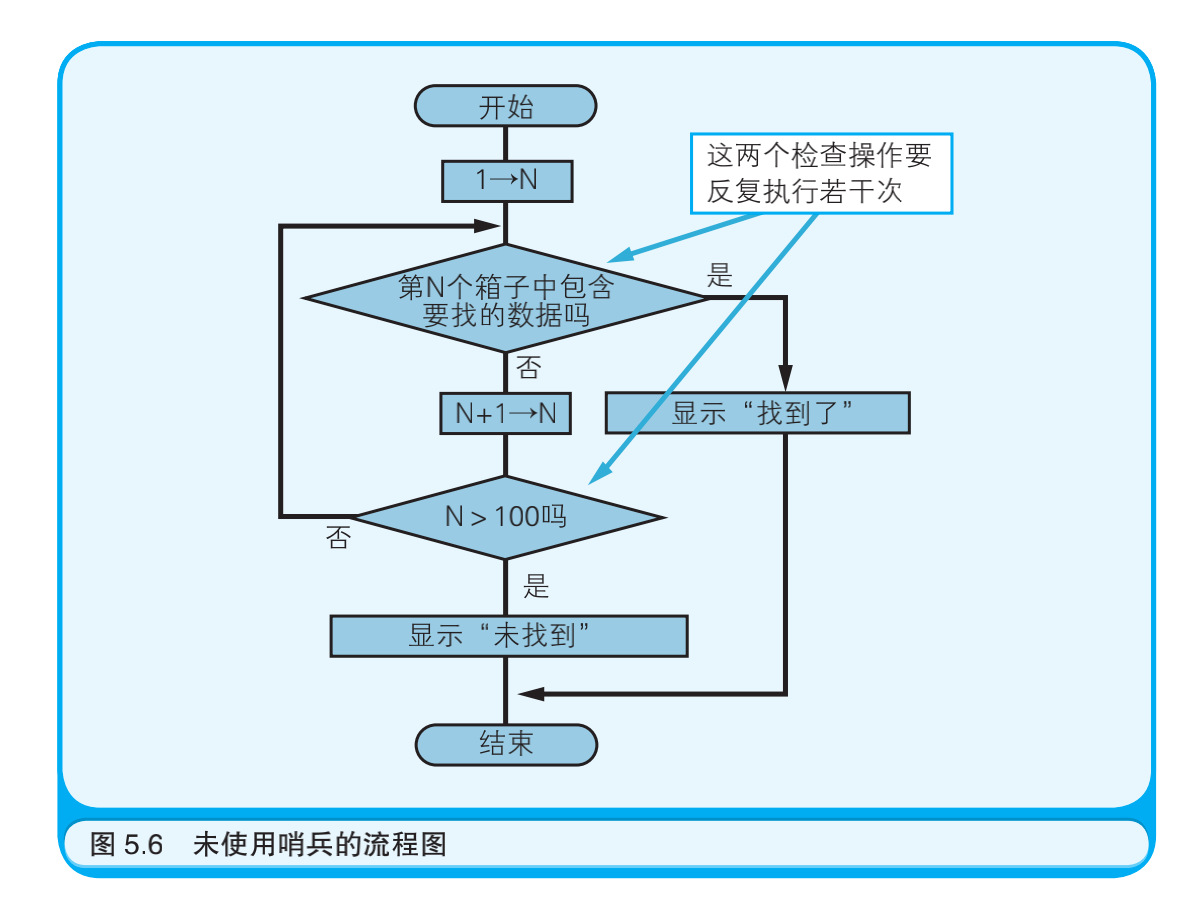 开始
1→N
这两个检查操作要
反复执行若干次
第N个箱子中包含
要找的数据吗
是
否
N+1→N
显示“找到了”
N > 100吗
否
是
显示“未找到”
结束
图 5.6 未使用哨兵的流程图